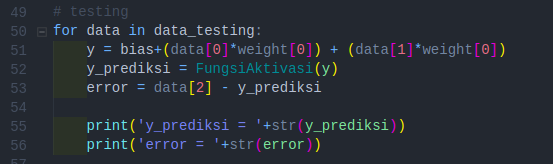 49 # testing
50 for data in data_testing:
51 y = bias+(data[0]*weight[0]) + (data[1]*weight[0])
52 y_prediksi = FungsiAktivasi(y)
53 error = data[2] - y_prediksi
54
55 print('y_prediksi = '+str(y_prediksi))
56 print('error = '+str(error))
57